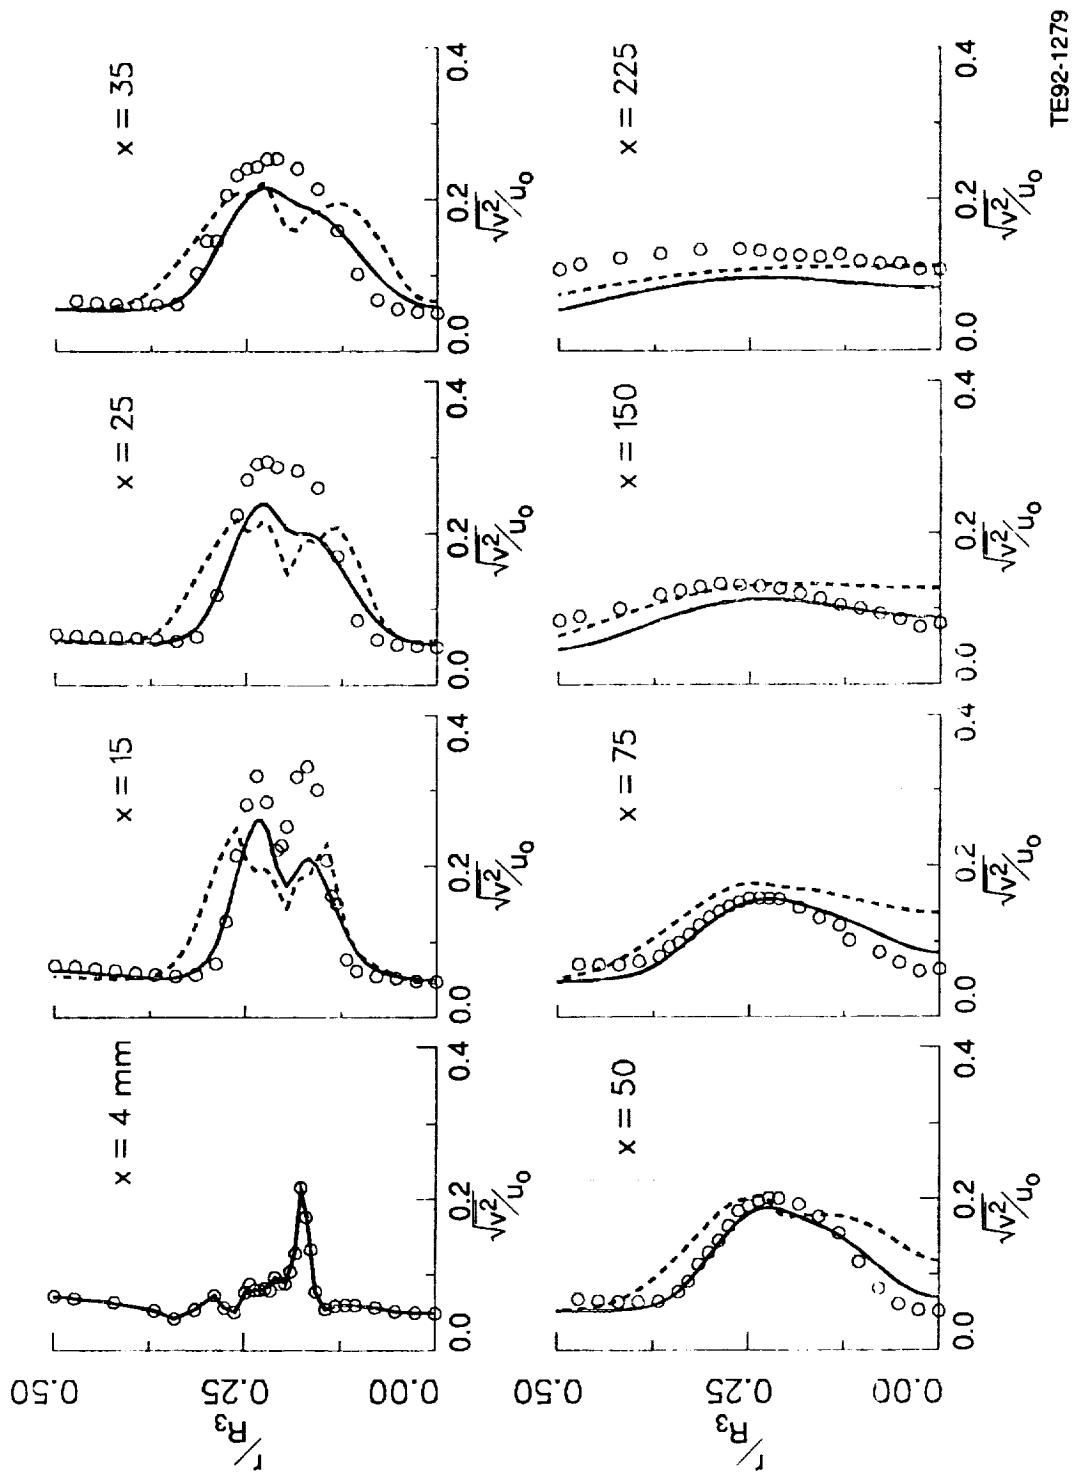 x = 4 mm
x = 15
x = 25
x = 35
r/R₃
0.50
0.25
0.00
0.0
0.2
0.4
√v²/u₀
0.0
0.2
0.4
√v²/u₀
0.0
0.2
0.4
√v²/u₀
0.0
0.2
0.4
√v²/u₀
x = 50
x = 75
x = 150
x = 225
r/R₃
0.50
0.25
0.00
0.0
0.2
0.4
√v²/u₀
0.0
0.2
0.4
√v²/u₀
0.0
0.2
0.4
√v²/u₀
0.0
0.2
0.4
√v²/u₀
TE92-1279